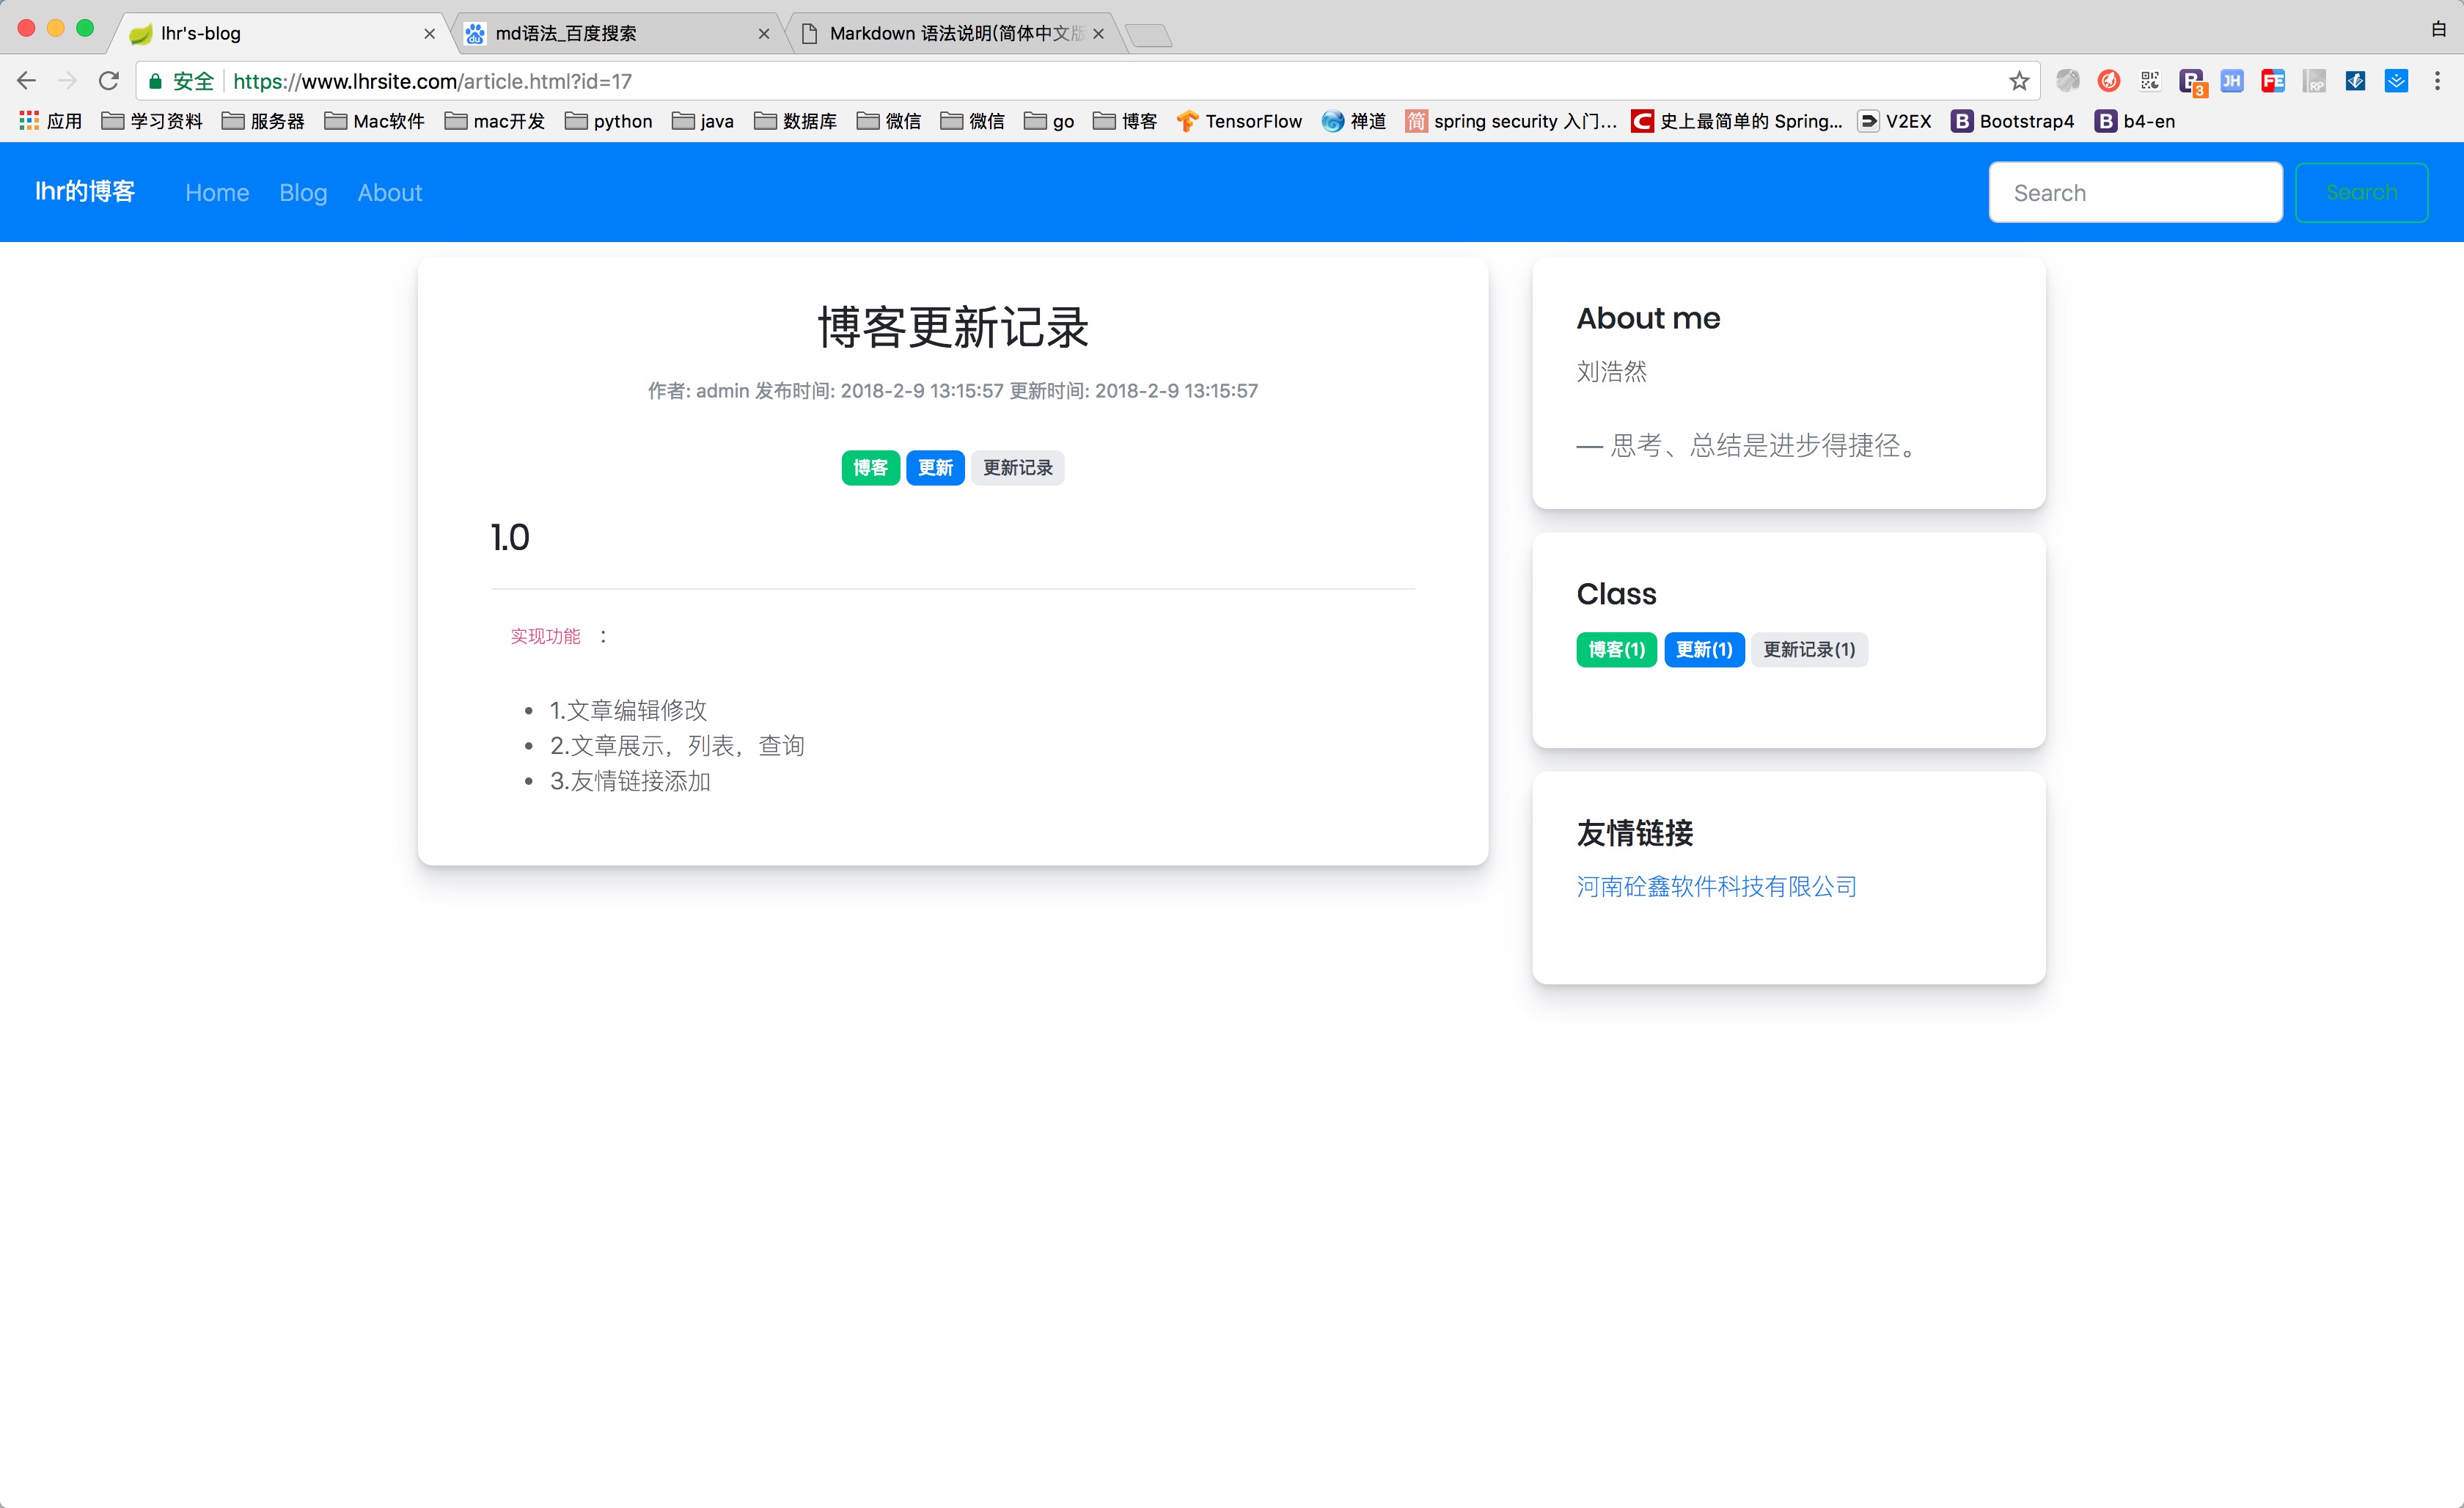 lhr's-blog
md语法_百度搜索
Markdown 语法说明(简体中文版
白
安全 https://www.lhrsite.com/article.html?id=17
应用 学习资料 服务器 Mac软件 mac开发 python java 数据库 微信 微信 go 博客 TensorFlow 禅道 简 spring security 入门... C 史上最简单的 Spring... V2EX B Bootstrap4 B b4-en
lhr的博客 Home Blog About Search Search
博客更新记录
作者: admin 发布时间: 2018-2-9 13:15:57 更新时间: 2018-2-9 13:15:57
博客 更新 更新记录
1.0
实现功能 :
1.文章编辑修改
2.文章展示，列表，查询
3.友情链接添加
About me
刘浩然
— 思考、总结是进步得捷径。
Class
博客(1) 更新(1) 更新记录(1)
友情链接
河南砼鑫软件科技有限公司